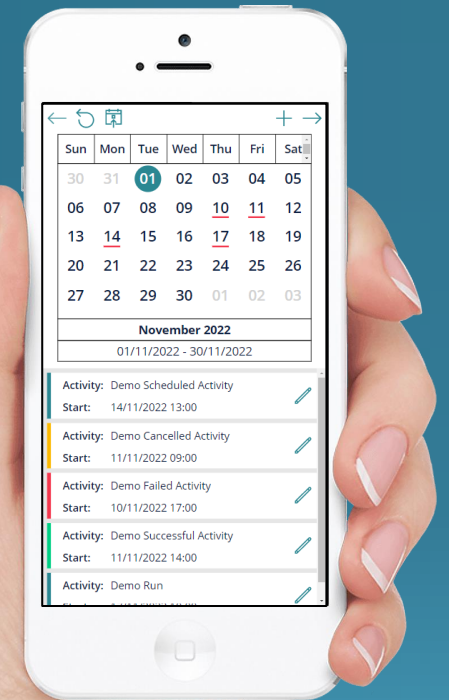 Sun Mon Tue Wed Thu Fri Sat
30 31 01 02 03 04 05
06 07 08 09 10 11 12
13 14 15 16 17 18 19
20 21 22 23 24 25 26
27 28 29 30 01 02 03
November 2022
01/11/2022 - 30/11/2022
Activity: Demo Scheduled Activity
Start: 14/11/2022 13:00
Activity: Demo Cancelled Activity
Start: 11/11/2022 09:00
Activity: Demo Failed Activity
Start: 10/11/2022 17:00
Activity: Demo Successful Activity
Start: 11/11/2022 14:00
Activity: Demo Run